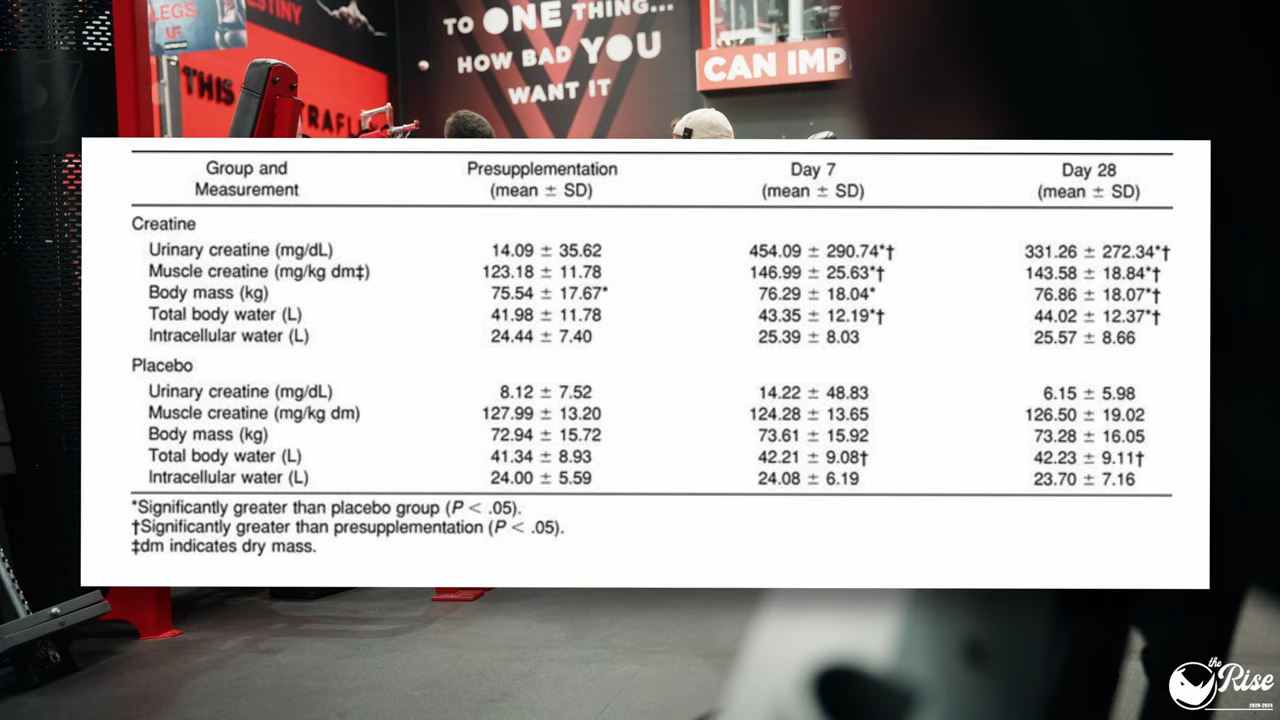 LEGS
UF
TO ONE THING...
HOW BAD YOU
WANT IT
CAN IMP
THIS
Group and Measurement Presupplementation (mean ± SD) Day 7 (mean ± SD) Day 28 (mean ± SD)
Creatine
Urinary creatine (mg/dL) 14.09 ± 35.62 454.09 ± 290.74*† 331.26 ± 272.34*†
Muscle creatine (mg/kg dm‡) 123.18 ± 11.78 146.99 ± 25.63*† 143.58 ± 18.84*†
Body mass (kg) 75.54 ± 17.67* 76.29 ± 18.04* 76.86 ± 18.07*†
Total body water (L) 41.98 ± 11.78 43.35 ± 12.19*† 44.02 ± 12.37*†
Intracellular water (L) 24.44 ± 7.40 25.39 ± 8.03 25.57 ± 8.66
Placebo
Urinary creatine (mg/dL) 8.12 ± 7.52 14.22 ± 48.83 6.15 ± 5.98
Muscle creatine (mg/kg dm) 127.99 ± 13.20 124.28 ± 13.65 126.50 ± 19.02
Body mass (kg) 72.94 ± 15.72 73.61 ± 15.92 73.28 ± 16.05
Total body water (L) 41.34 ± 8.93 42.21 ± 9.08† 42.23 ± 9.11†
Intracellular water (L) 24.00 ± 5.59 24.08 ± 6.19 23.70 ± 7.16
*Significantly greater than placebo group (P < .05).
†Significantly greater than presupplementation (P < .05).
‡dm indicates dry mass.
the Rise
2020-2024